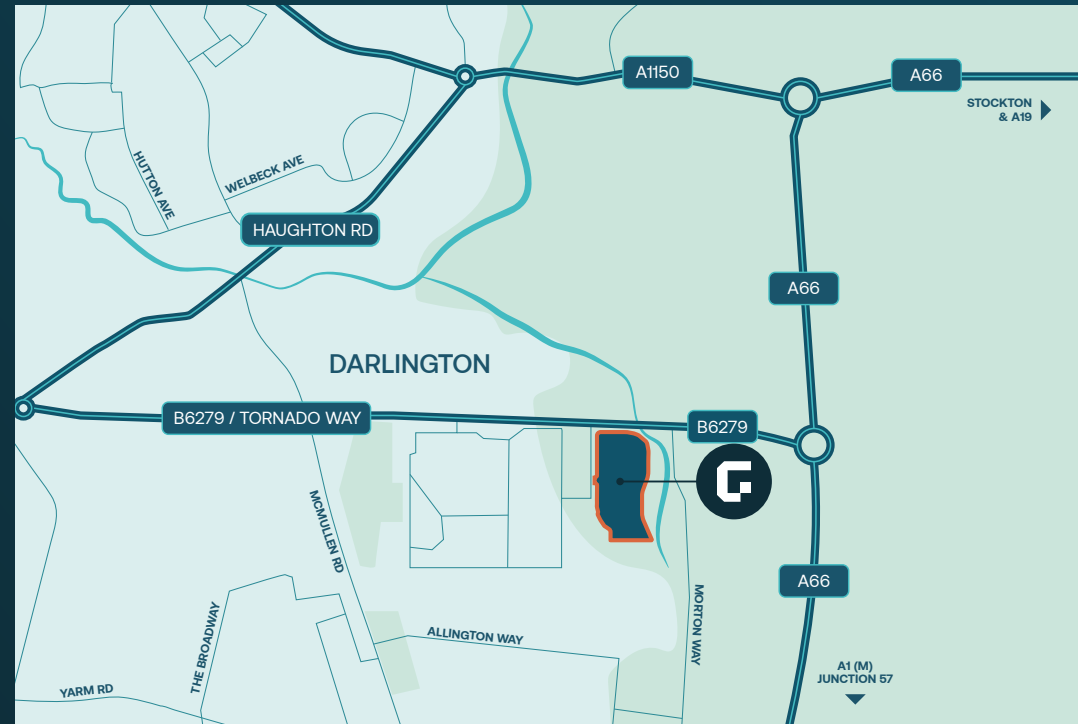 A1150
A66
STOCKTON
& A19
HUTTON AVE
WELBECK AVE
HAUGHTON RD
A66
DARLINGTON
B6279 / TORNADO WAY
B6279
G
MCMULLEN RD
A66
MORTON WAY
THE BROADWAY
ALLINGTON WAY
A1 (M)
JUNCTION 57
YARM RD